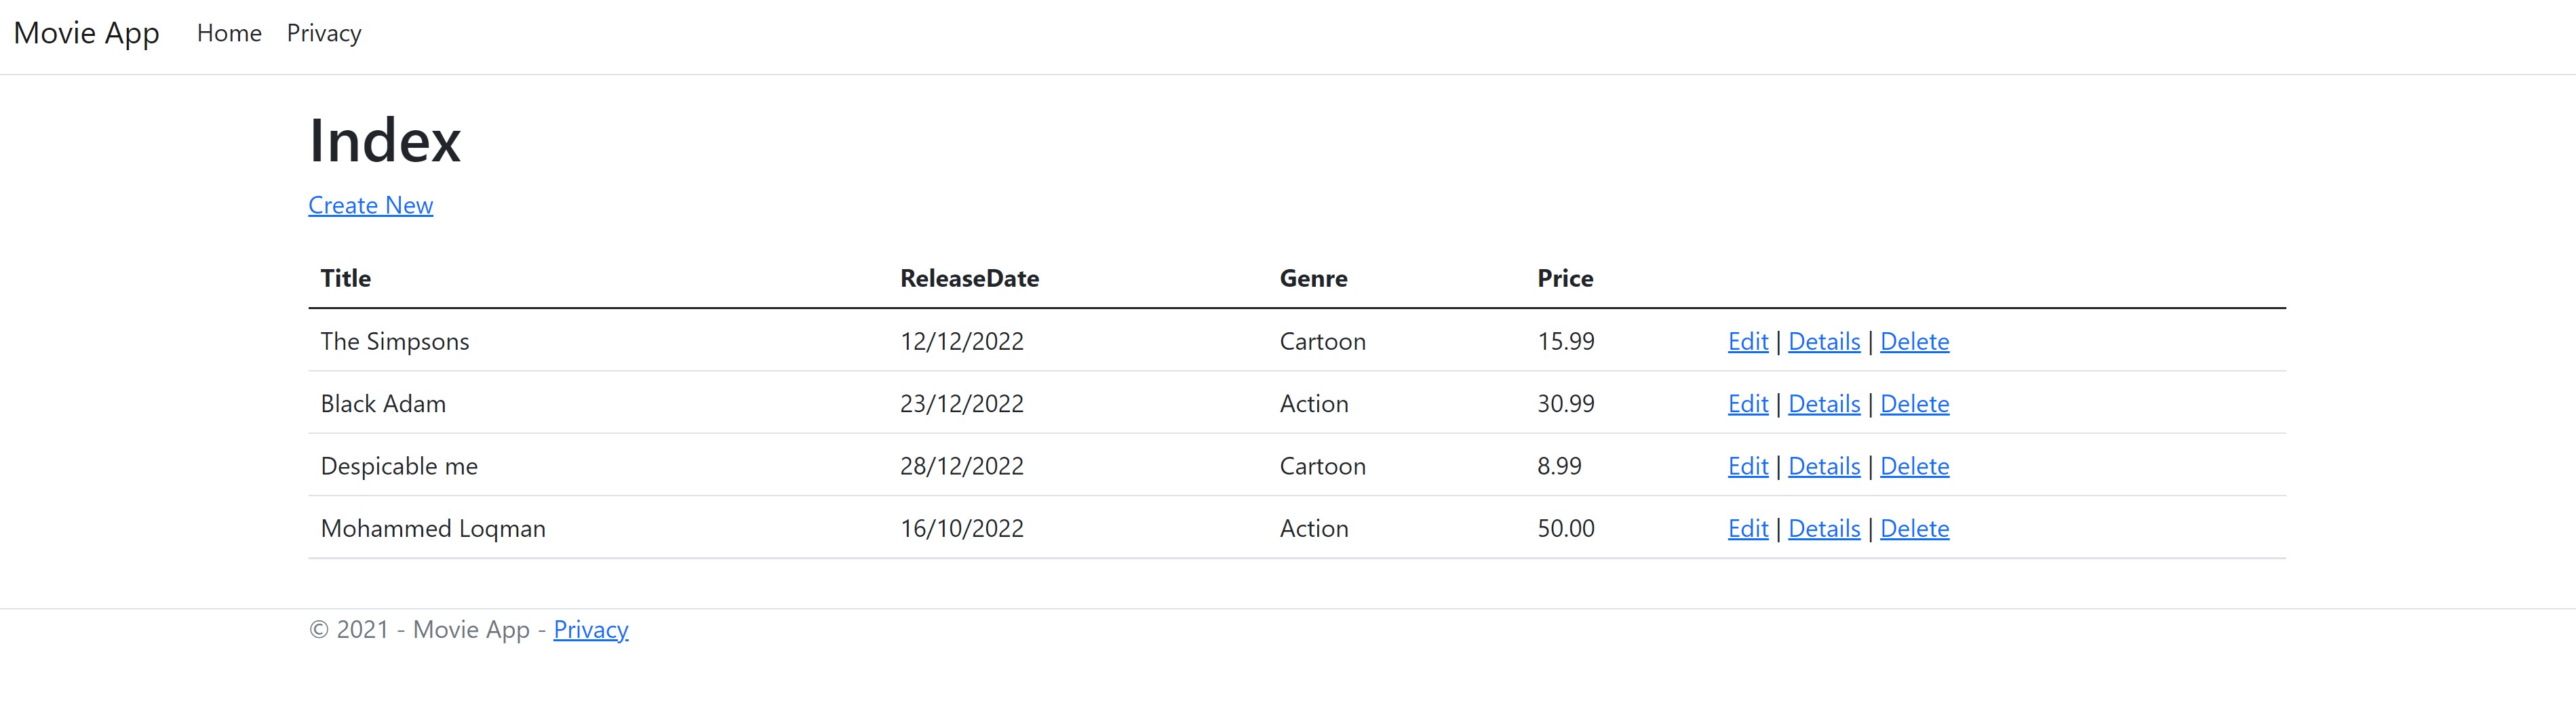 Movie App Home Privacy
Index
Create New
Title ReleaseDate Genre Price
The Simpsons 12/12/2022 Cartoon 15.99 Edit | Details | Delete
Black Adam 23/12/2022 Action 30.99 Edit | Details | Delete
Despicable me 28/12/2022 Cartoon 8.99 Edit | Details | Delete
Mohammed Loqman 16/10/2022 Action 50.00 Edit | Details | Delete
© 2021 - Movie App - Privacy